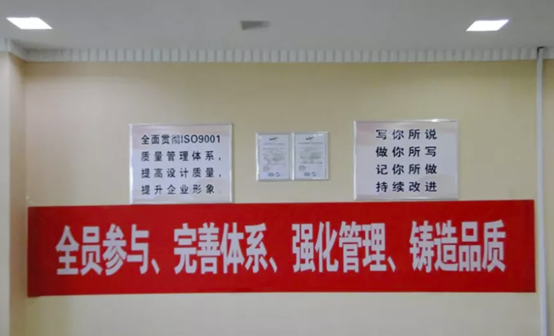 全面贯彻ISO9001
质量管理体系，
提高设计质量，
提升企业形象。
写你所说
做你所写
记你所做
持续改进
全员参与、完善体系、强化管理、铸造品质